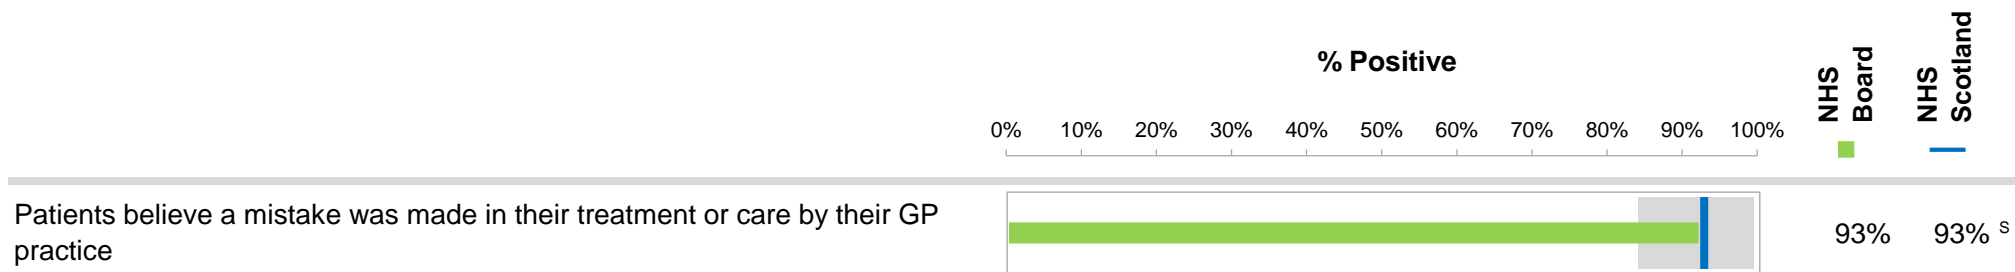 % Positive
NHS
Board
NHS
Scotland
0% 10% 20% 30% 40% 50% 60% 70% 80% 90% 100%
Patients believe a mistake was made in their treatment or care by their GP
practice
93% 93% S